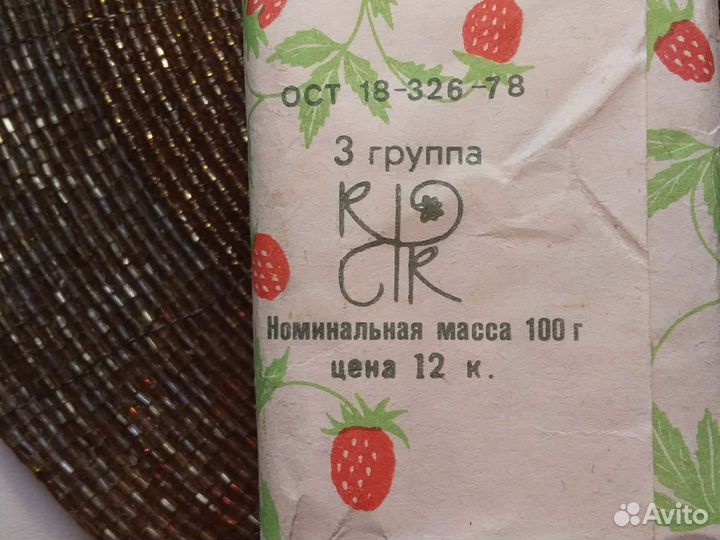 ОСТ 18-326-78
3 группа
Номинальная масса 100 г
цена 12 к.
Avito